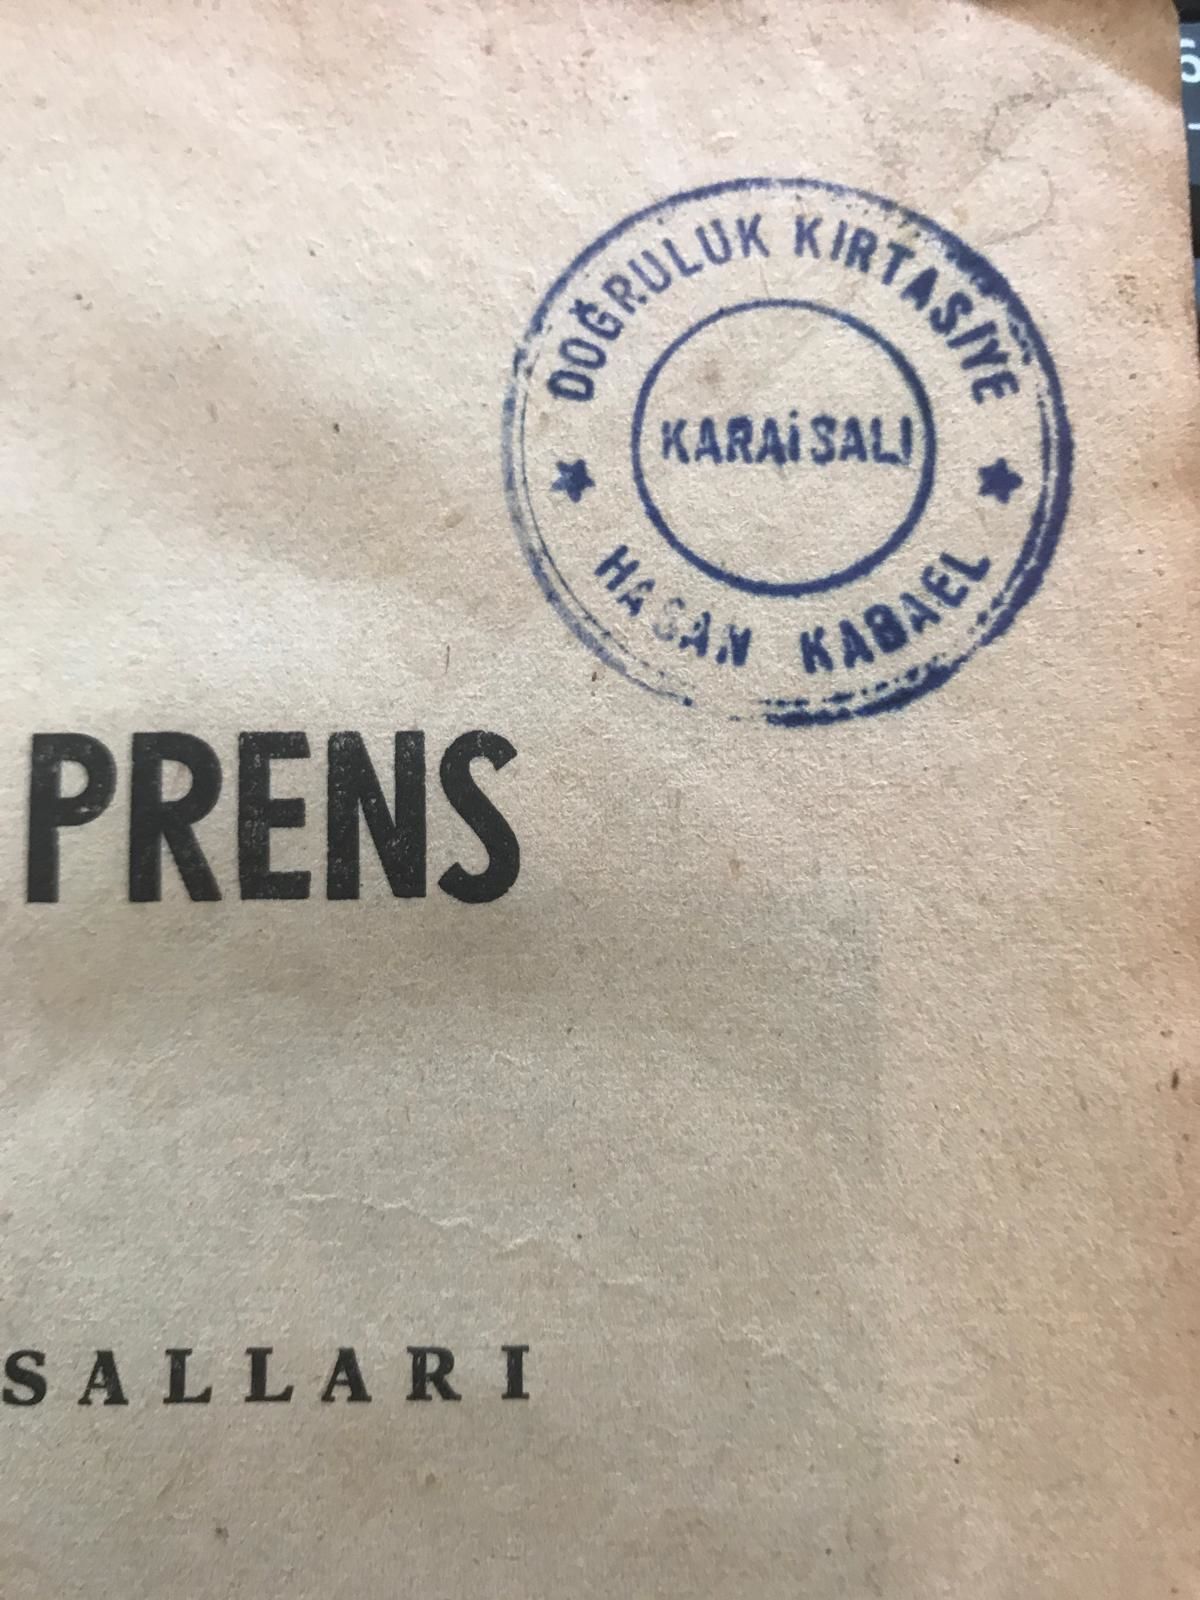 DOĞRULUK KIRTASİYE
KARAİSALI
HASAN KABAEL
PRENS
SALLARI